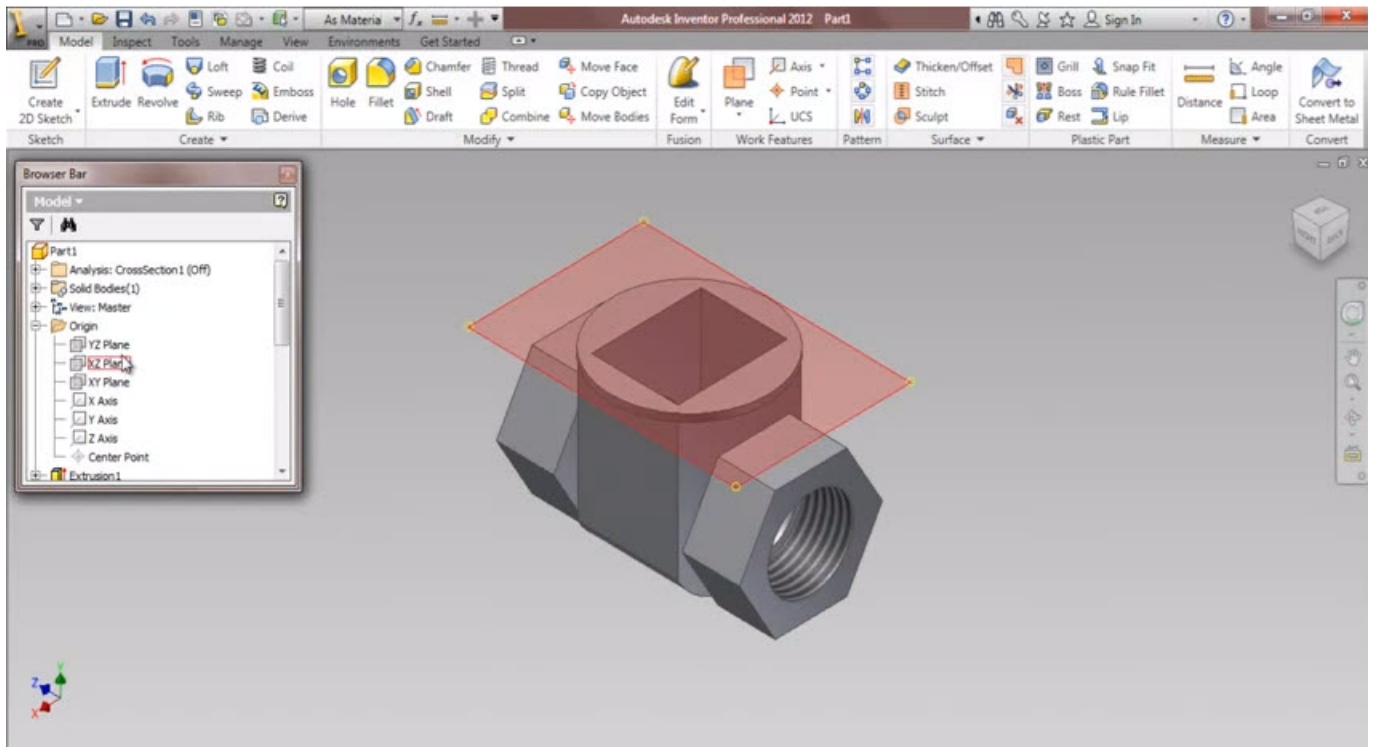 As Materia
Autodesk Inventor Professional 2012 Part1
Sign In
PRO
Model Inspect Tools Manage View Environments Get Started
Create 2D Sketch
Extrude Revolve
Loft
Sweep
Rib
Coil
Emboss
Derive
Hole Fillet
Chamfer
Shell
Draft
Thread
Split
Combine
Move Face
Copy Object
Move Bodies
Edit Form
Plane
Axis
Point
UCS
Thicken/Offset
Stitch
Sculpt
Grill
Boss
Rest
Snap Fit
Rule Fillet
Lip
Distance
Angle
Loop
Area
Convert to Sheet Metal
Sketch Create Modify Fusion Work Features Pattern Surface Plastic Part Measure Convert
Browser Bar
Model
Part1
Analysis: CrossSection1 (Off)
Solid Bodies(1)
View: Master
Origin
YZ Plane
XZ Plan
XY Plane
X Axis
Y Axis
Z Axis
Center Point
Extrusion1
Y
Z
X